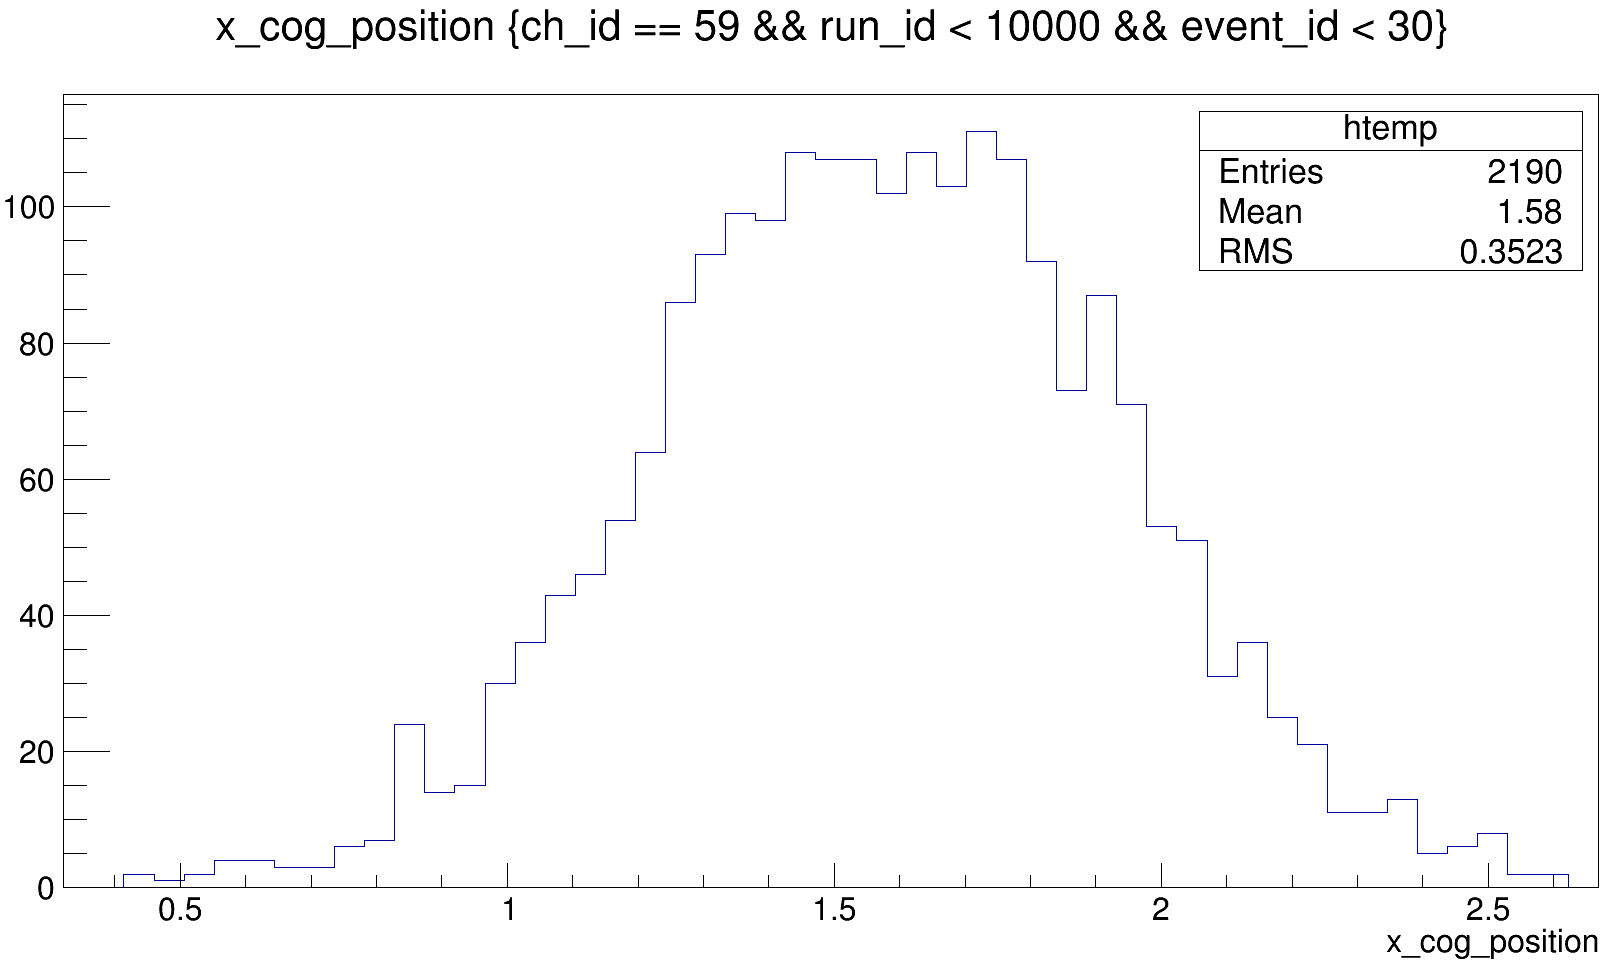 x_cog_position {ch_id == 59 && run_id < 10000 && event_id < 30}
htemp
Entries 2190
Mean 1.58
RMS 0.3523
100
80
60
40
20
0
0.5 1 1.5 2 2.5
x_cog_position